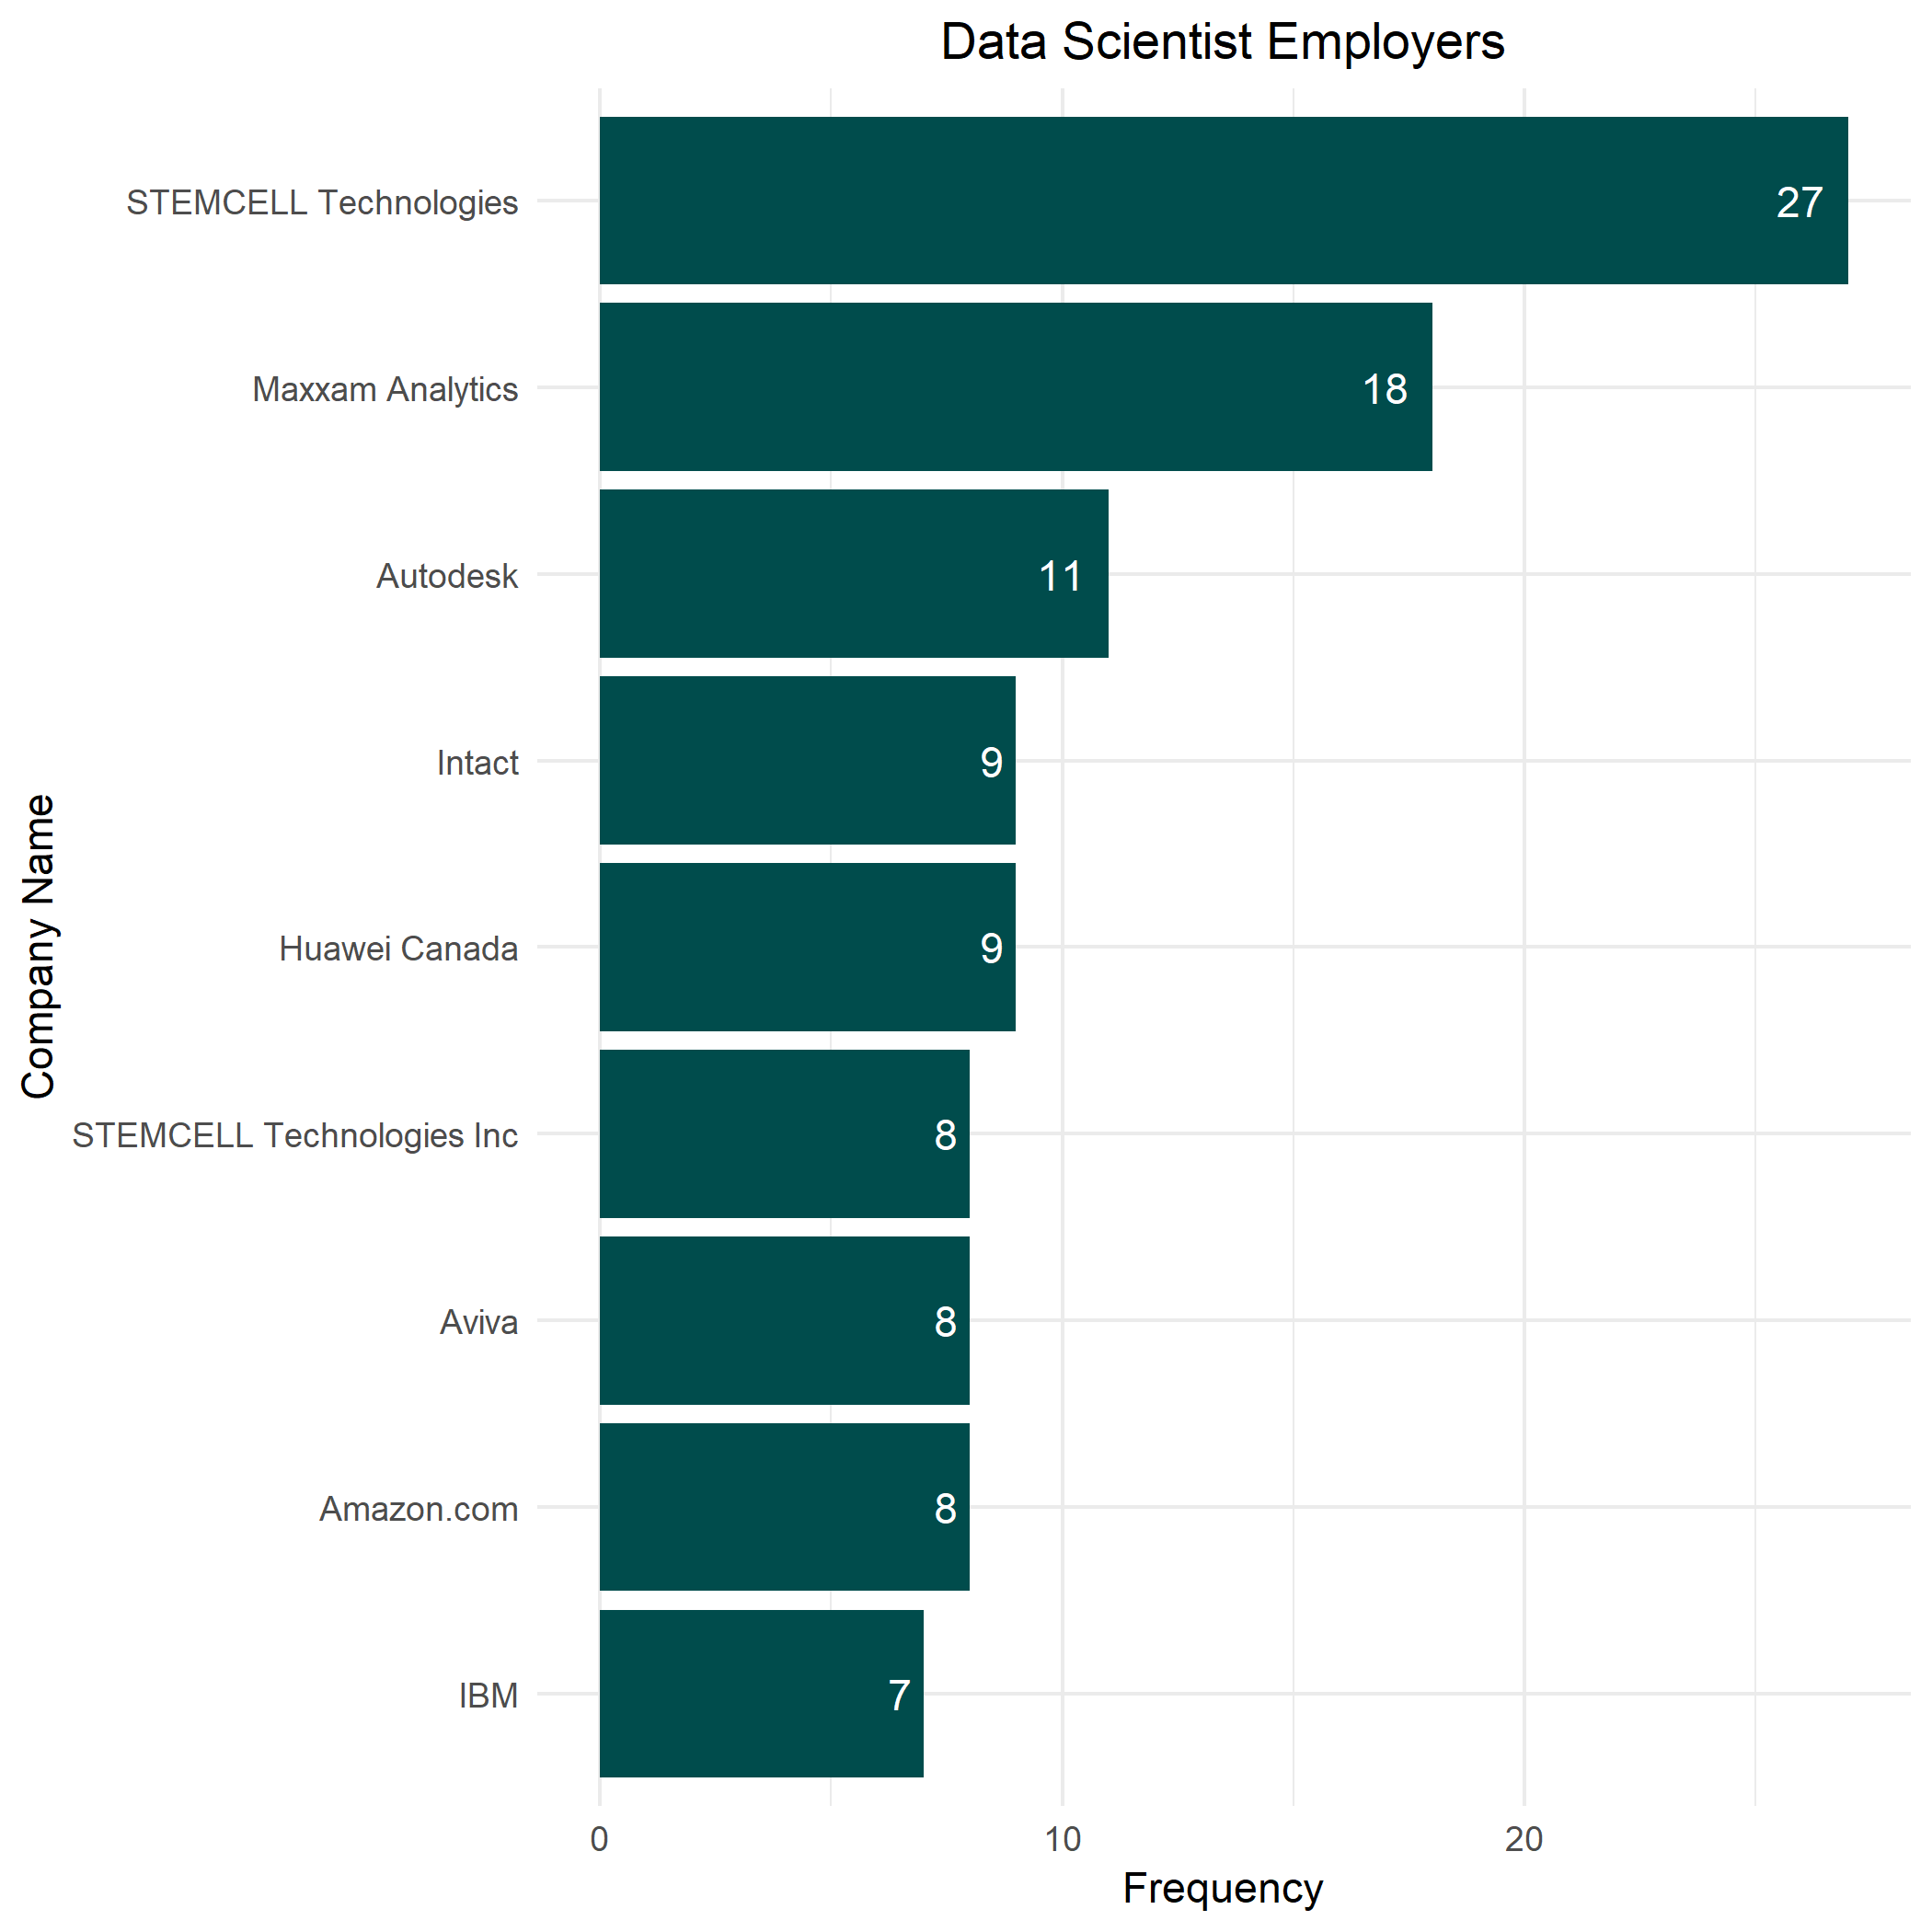 Data Scientist Employers
STEMCELL Technologies 27
Maxxam Analytics 18
Autodesk 11
Intact 9
Huawei Canada 9
STEMCELL Technologies Inc 8
Aviva 8
Amazon.com 8
IBM 7
Company Name
0 10 20
Frequency